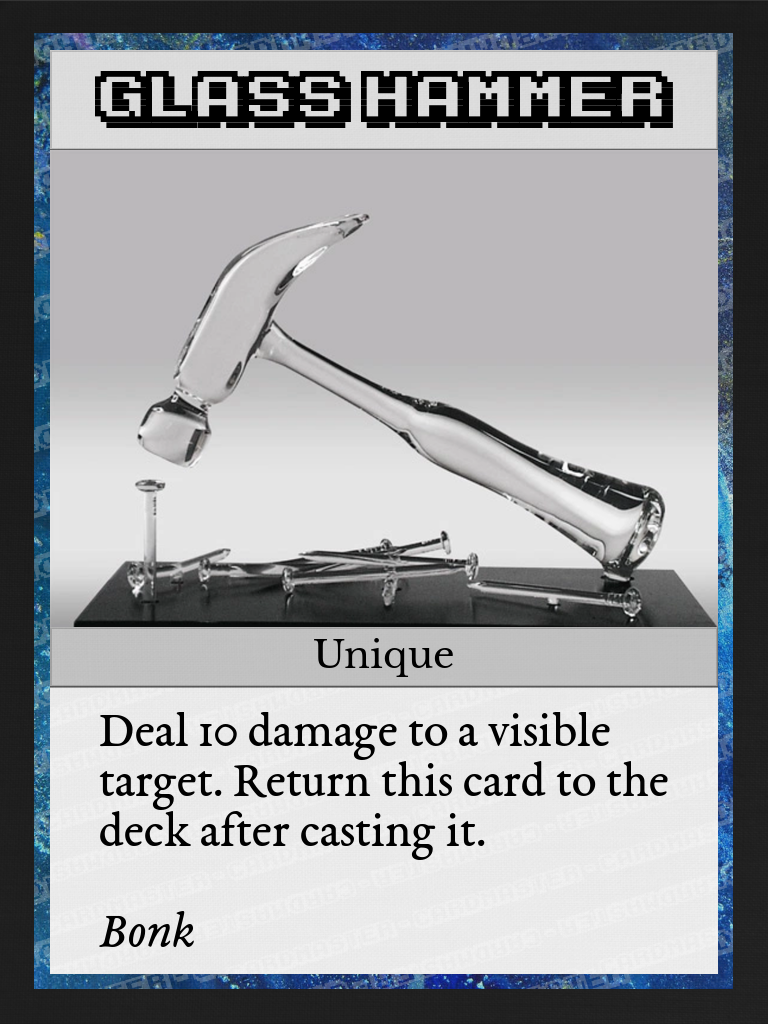 GLASS HAMMER
Unique
Deal 10 damage to a visible
target. Return this card to the
deck after casting it.
Bonk